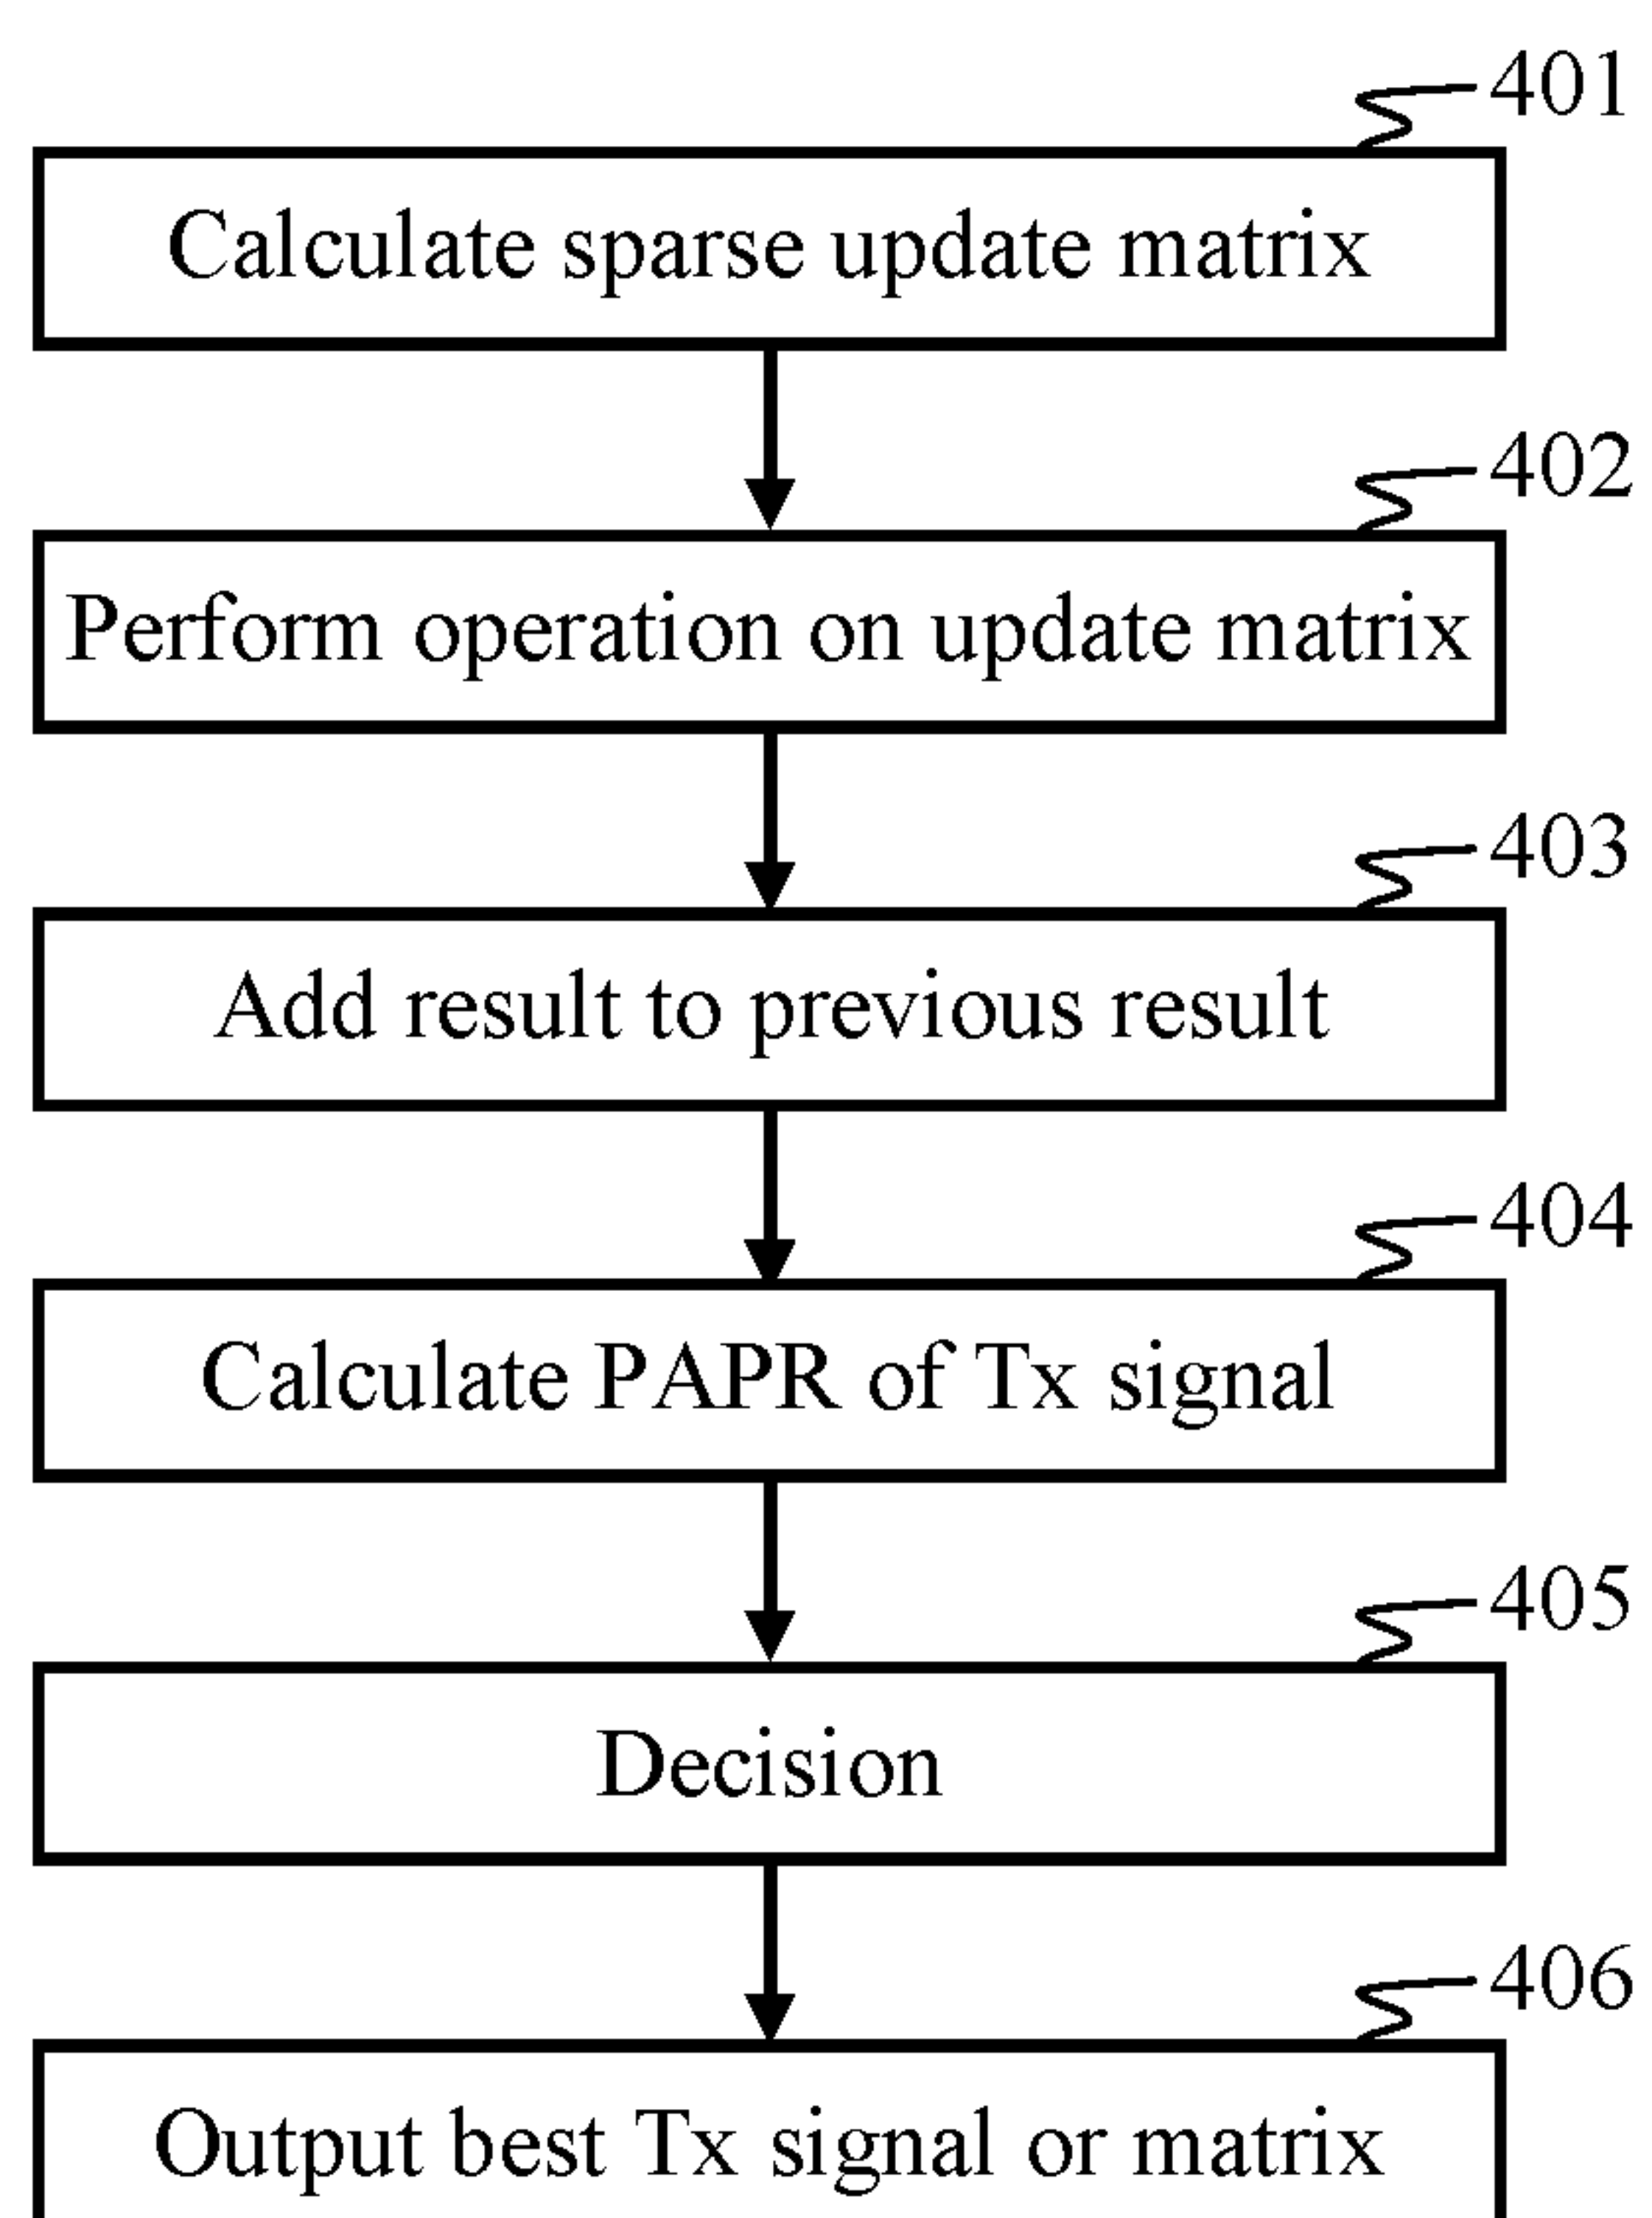 401
Calculate sparse update matrix
402
Perform operation on update matrix
403
Add result to previous result
404
Calculate PAPR of Tx signal
405
Decision
406
Output best Tx signal or matrix